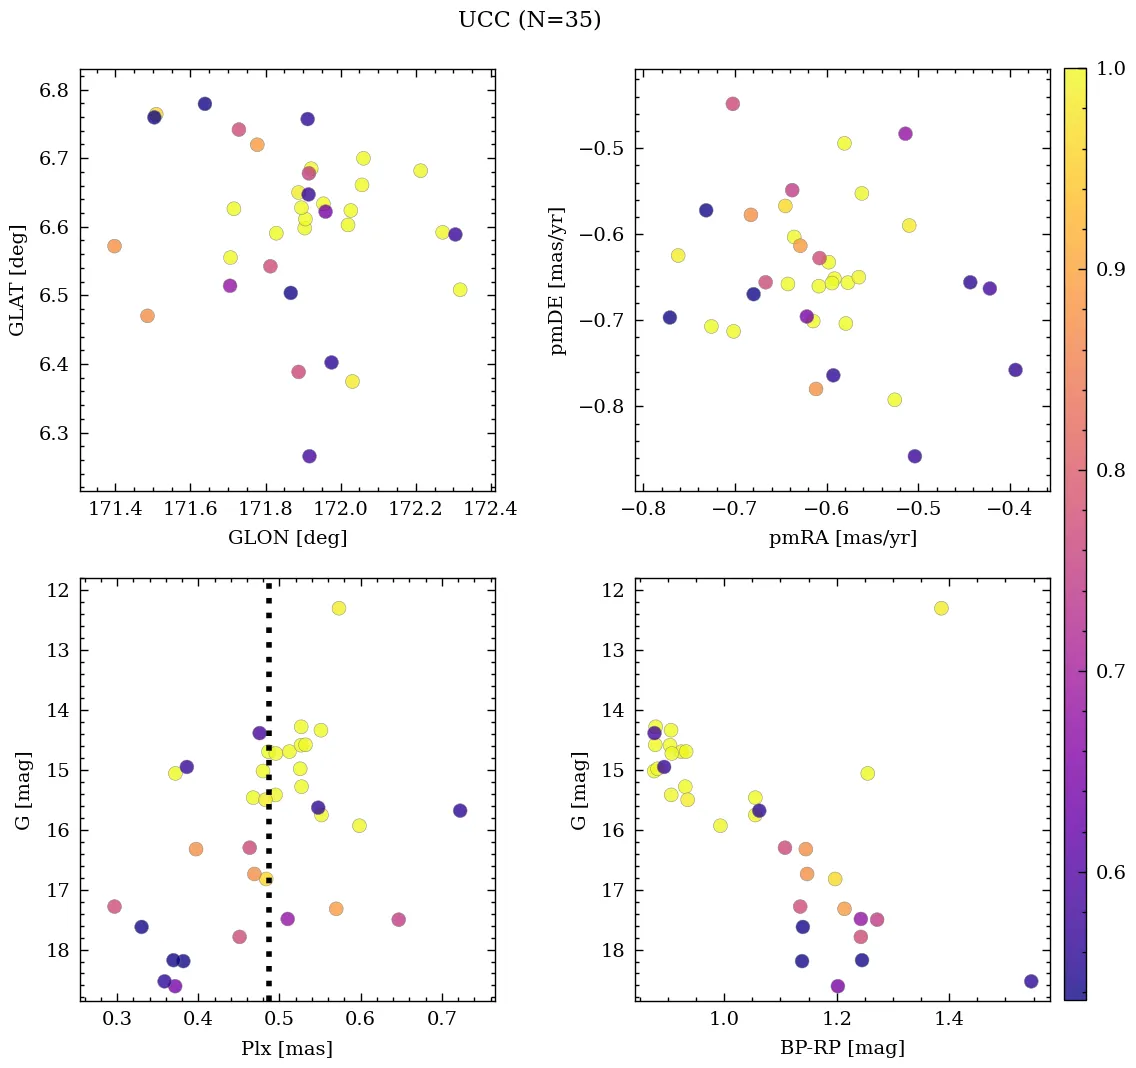 UCC (N=35)
6.8
6.7
6.6
6.5
6.4
6.3
GLAT [deg]
171.4 171.6 171.8 172.0 172.2 172.4
GLON [deg]
−0.5
−0.6
−0.7
−0.8
pmDE [mas/yr]
−0.8 −0.7 −0.6 −0.5 −0.4
pmRA [mas/yr]
1.0
0.9
0.8
0.7
0.6
12
13
14
15
16
17
18
G [mag]
0.3 0.4 0.5 0.6 0.7
Plx [mas]
12
13
14
15
16
17
18
G [mag]
1.0 1.2 1.4
BP-RP [mag]